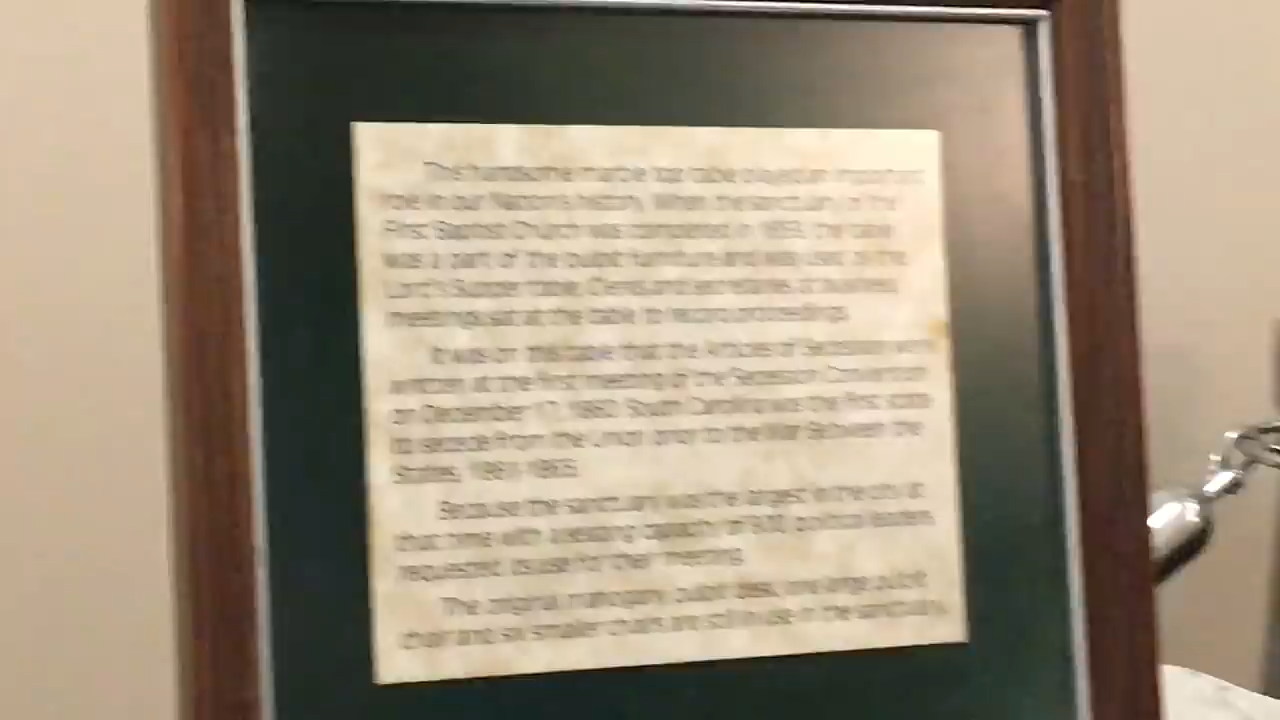 This handsome marble top table played an important
role in our Nation's history. When the sanctuary of the
First Baptist Church was completed in 1859, the table
was a part of the pulpit furniture and was used as the
Lord's Supper table. Clerks and secretaries at business
meetings sat at the table to record proceedings.
It was on this table that the Articles of Secession were
written at the first meeting of the Secession Convention
on December 17, 1860. South Carolina was the first state
to secede from the Union prior to the War Between the
States, 1861-1865.
Because the sanctuary was the largest in the city at
that time with a seating capacity of political leaders
requested its use for their meeting.
The original mahogany pulpit one large pulpit
chair and six smaller chairs are still in use in the sanctuary.